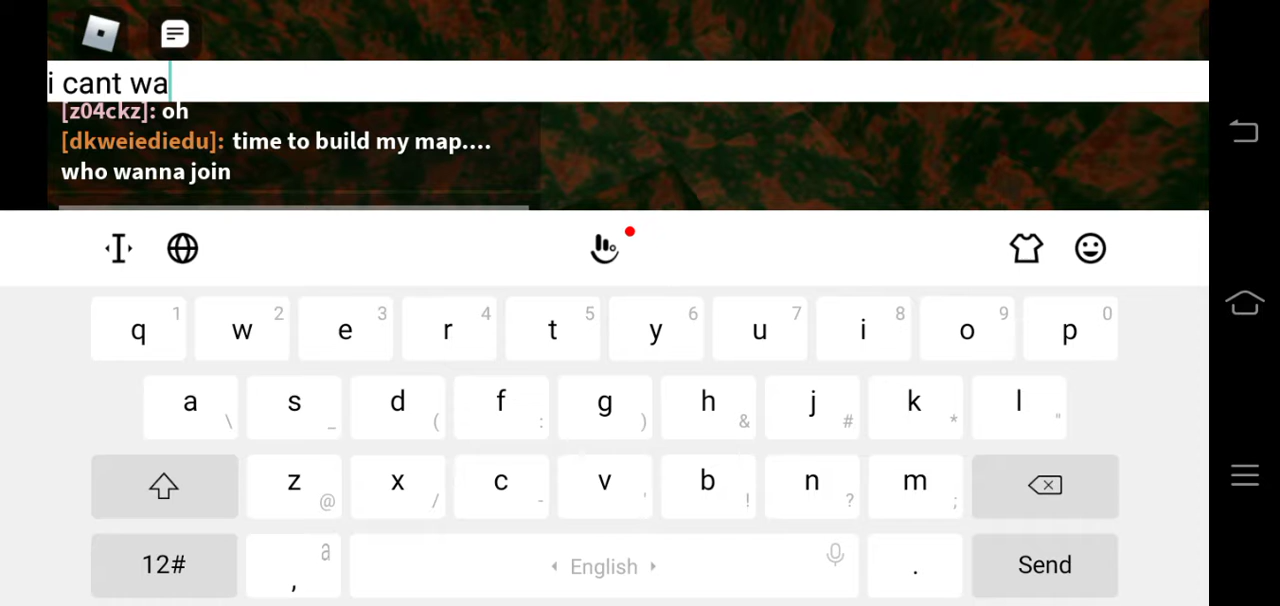 i cant wa
[z04ckz]: oh
[dkweiediedu]: time to build my map....
who wanna join
q 1 w 2 e 3 r 4 t 5 y 6 u 7 i 8 o 9 p 0
a \ s _ d ( f : g ) h & j # k * l "
z @ x / c - v ' b ! n ? m ;
12# , a English . Send